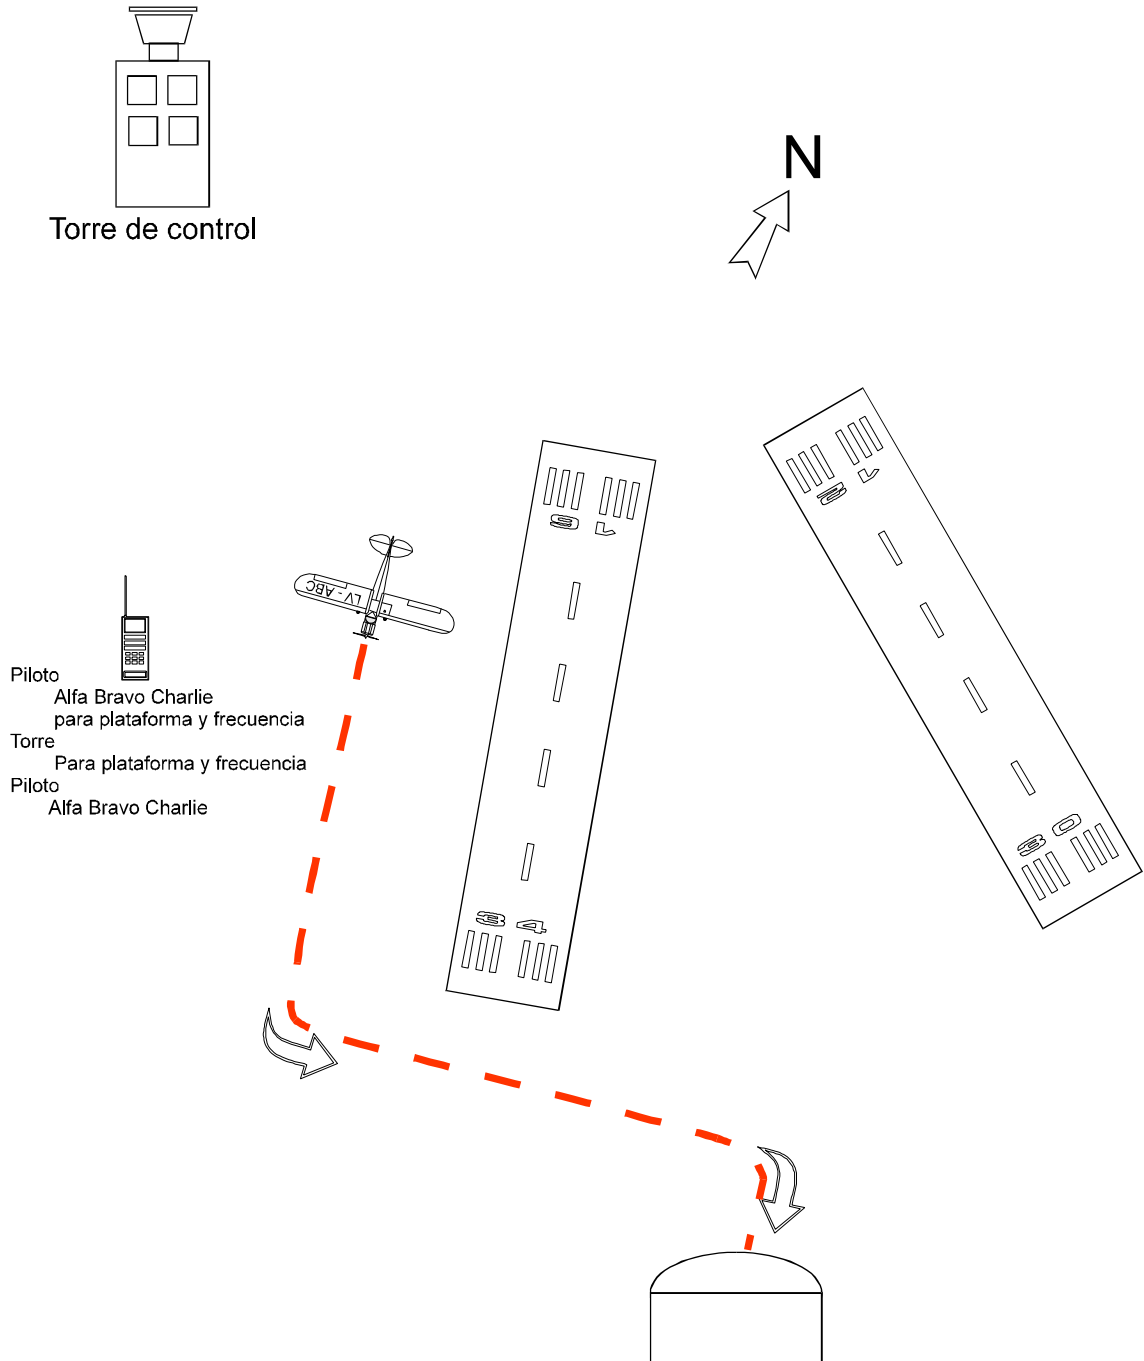 Torre de control
N
16
12
LV - ABC
Piloto
Alfa Bravo Charlie
para plataforma y frecuencia
Torre
Para plataforma y frecuencia
Piloto
Alfa Bravo Charlie
30
34